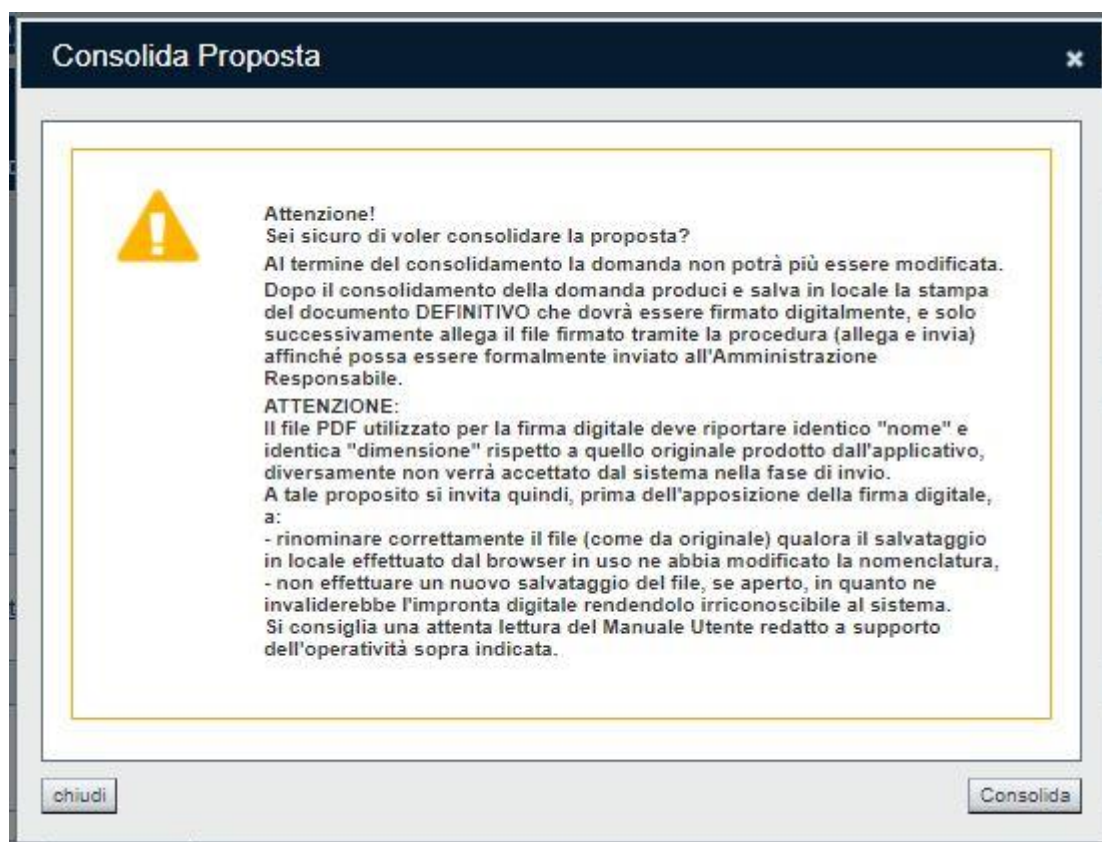 Consolida Proposta
Attenzione!
Sei sicuro di voler consolidare la proposta?
Al termine del consolidamento la domanda non potrà più essere modificata.
Dopo il consolidamento della domanda produci e salva in locale la stampa
del documento DEFINITIVO che dovrà essere firmato digitalmente, e solo
successivamente allega il file firmato tramite la procedura (allega e invia)
affinché possa essere formalmente inviato all'Amministrazione
Responsabile.
ATTENZIONE:
Il file PDF utilizzato per la firma digitale deve riportare identico "nome" e
identica "dimensione" rispetto a quello originale prodotto dall'applicativo,
diversamente non verrà accettato dal sistema nella fase di invio.
A tale proposito si invita quindi, prima dell'apposizione della firma digitale,
a:
- rinominare correttamente il file (come da originale) qualora il salvataggio
in locale effettuato dal browser in uso ne abbia modificato la nomenclatura,
- non effettuare un nuovo salvataggio del file, se aperto, in quanto ne
invaliderebbe l'impronta digitale rendendolo irriconoscibile al sistema.
Si consiglia una attenta lettura del Manuale Utente redatto a supporto
dell'operatività sopra indicata.
chiudi
Consolida